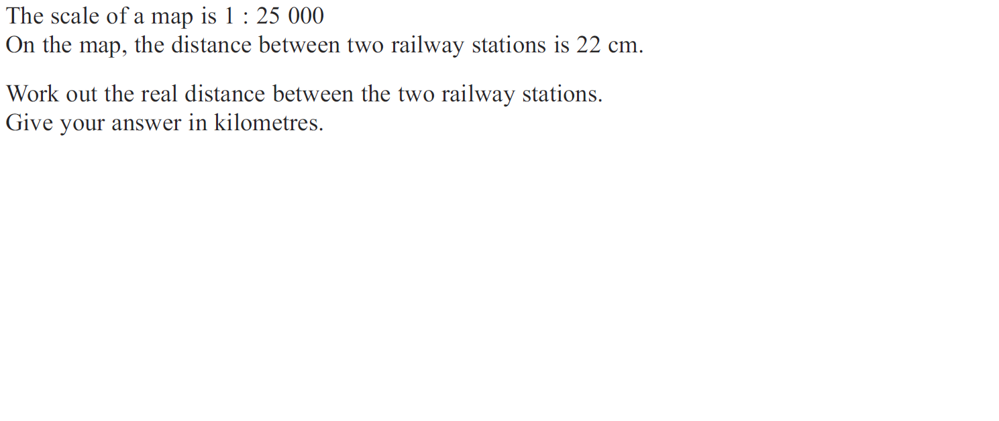 The scale of a map is 1 : 25 000
On the map, the distance between two railway stations is 22 cm.
Work out the real distance between the two railway stations.
Give your answer in kilometres.